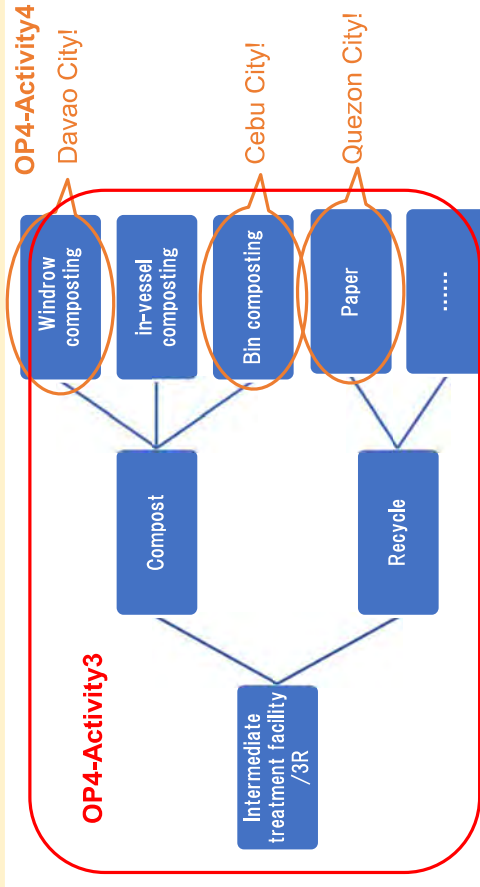 OP4-Activity4
OP4-Activity3
Intermediate
treatment facility
/3R
Compost
Recycle
Windrow
composting
in-vessel
composting
Bin composting
Paper
......
Davao City!
Cebu City!
Quezon City!